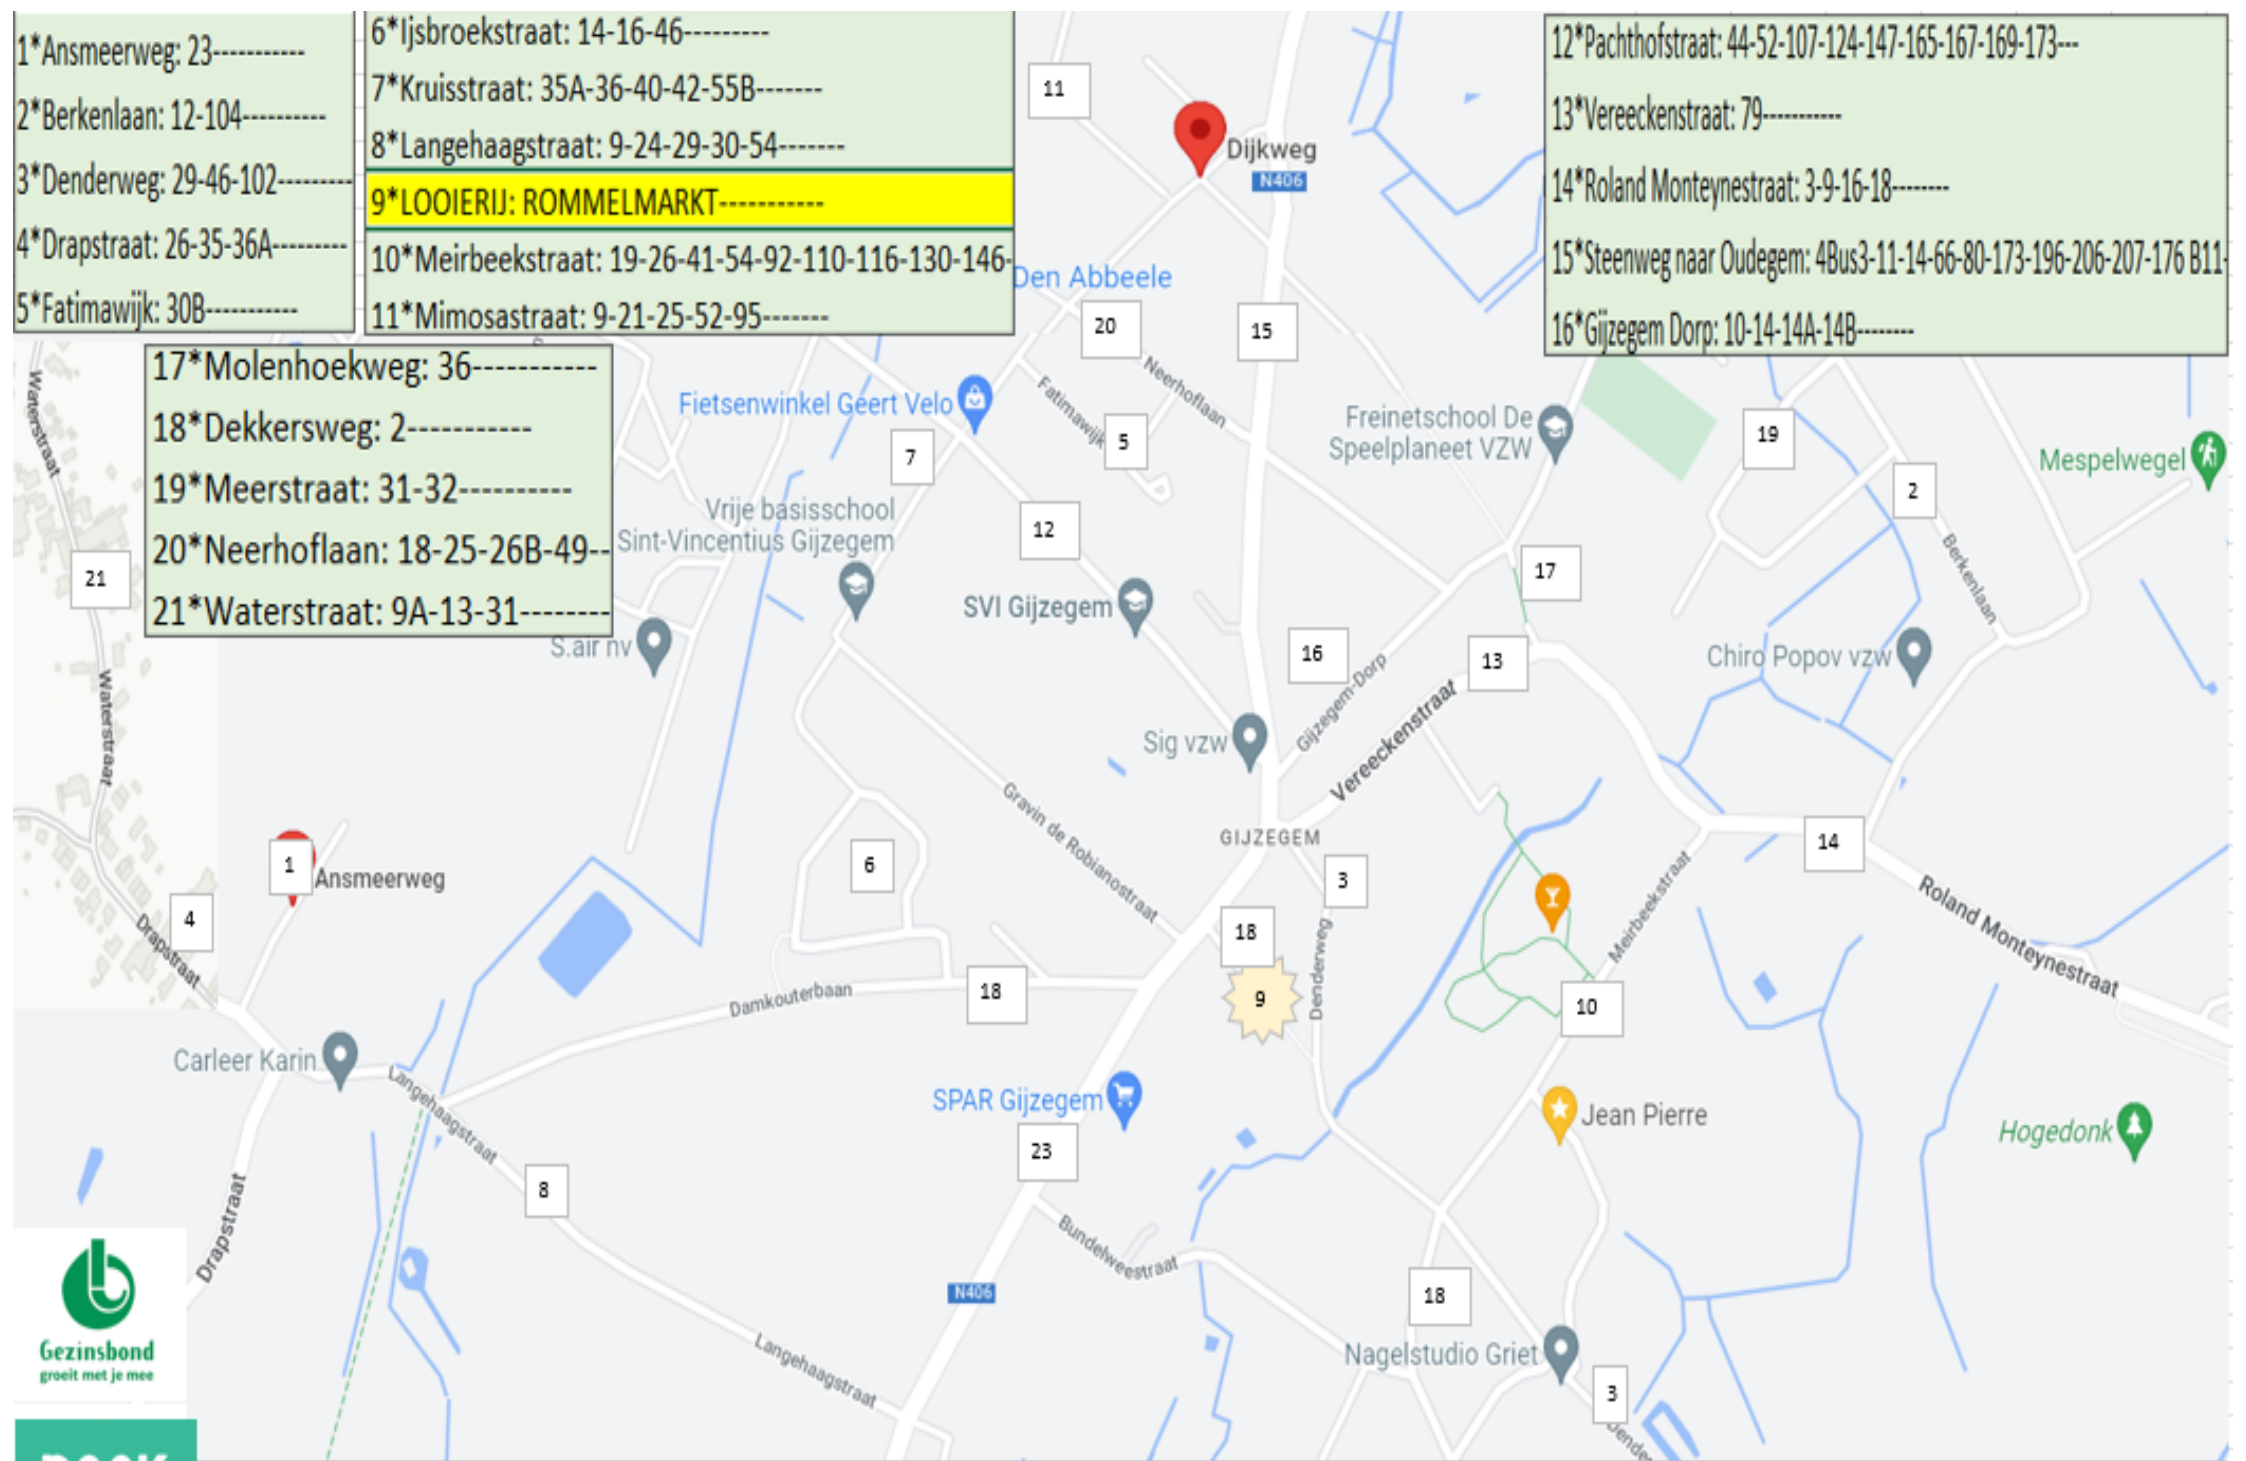 1*Ansmeerweg: 23-----------
2*Berkenlaan: 12-104----------
3*Denderweg: 29-46-102---------
4*Drapstraat: 26-35-36A---------
5*Fatimawijk: 30B-----------
6*Ijsbroekstraat: 14-16-46---------
7*Kruisstraat: 35A-36-40-42-55B-------
8*Langehaagstraat: 9-24-29-30-54-------
9*LOOIERIJ: ROMMELMARKT-----------
10*Meirbeekstraat: 19-26-41-54-92-110-116-130-146-
11*Mimosastraat: 9-21-25-52-95-------
12*Pachthofstraat: 44-52-107-124-147-165-167-169-173---
13*Vereeckenstraat: 79-----------
14*Roland Monteynestraat: 3-9-16-18--------
15*Steenweg naar Oudegem: 4Bus3-11-14-66-80-173-196-206-207-176 B11-
16*Gijzegem Dorp: 10-14-14A-14B--------
17*Molenhoekweg: 36-----------
18*Dekkersweg: 2-----------
19*Meerstraat: 31-32----------
20*Neerhoflaan: 18-25-26B-49--
21*Waterstraat: 9A-13-31--------
11
Dijkweg
N406
Den Abbeele
20
15
Neerhoflaan
Waterstraat
Fietsenwinkel Geert Velo
Fatimawijk
5
7
Freinetschool De
Speelplaneet VZW
19
Mespelwegel
2
Vrije basisschool
Sint-Vincentius Gijzegem
12
Berkenlaan
21
17
SVI Gijzegem
S.air nv
16
13
Chiro Popov vzw
Waterstraat
Gijzegem-Dorp
Vereeckenstraat
Sig vzw
Gravin de Robianostraat
GIJZEGEM
14
1
Ansmeerweg
6
3
Meirbeekstraat
Roland Monteynestraat
4
Drapstraat
18
Denderweg
9
18
Damkouterbaan
10
Carleer Karin
Langehaagstraat
SPAR Gijzegem
Jean Pierre
Hogedonk
23
8
Drapstraat
Bundelweestraat
N406
18
Gezinsbond
groeit met je mee
Langehaagstraat
Nagelstudio Griet
3